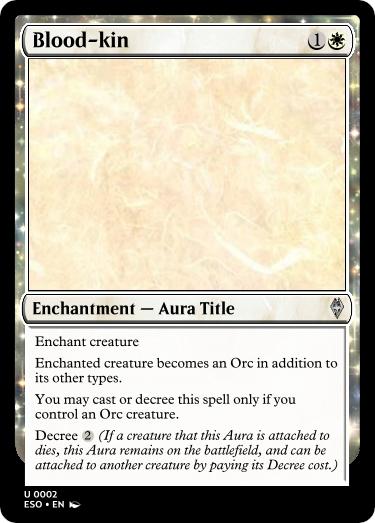 Blood-kin 1
Enchantment — Aura Title
Enchant creature
Enchanted creature becomes an Orc in addition to
its other types.
You may cast or decree this spell only if you
control an Orc creature.
Decree 2 (If a creature that this Aura is attached to
dies, this Aura remains on the battlefield, and can be
attached to another creature by paying its Decree cost.)
U 0002
ESO • EN